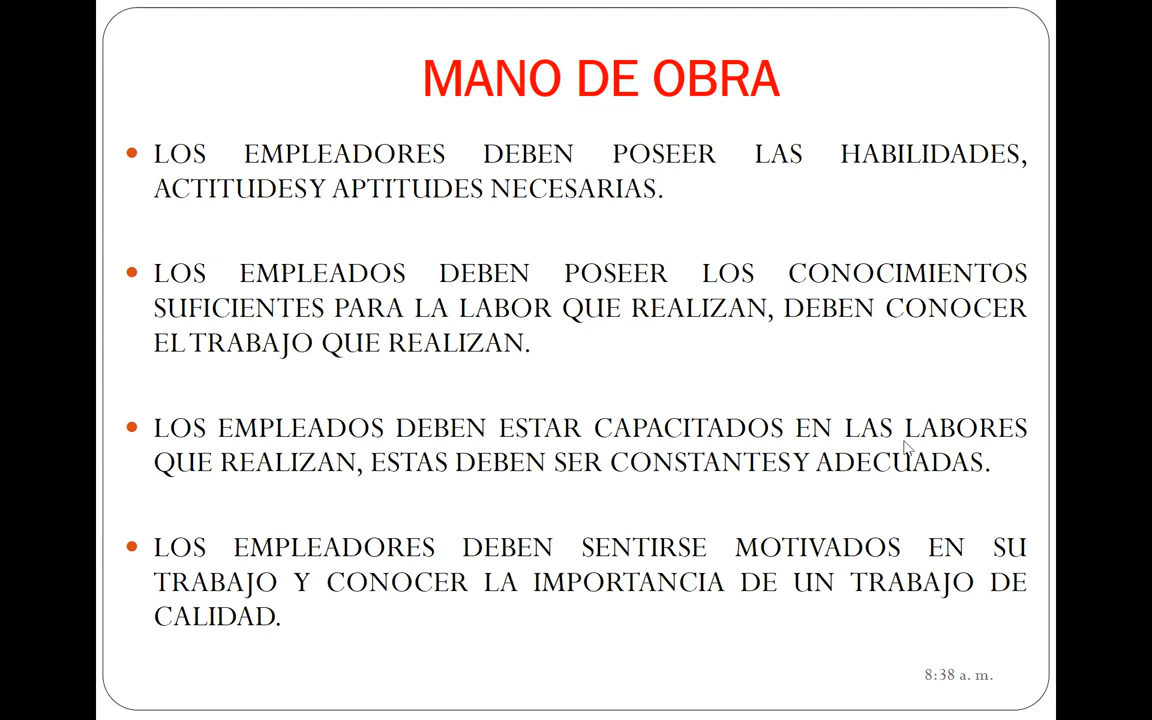 MANO DE OBRA
• LOS EMPLEADORES DEBEN POSEER LAS HABILIDADES,
ACTITUDES Y APTITUDES NECESARIAS.
• LOS EMPLEADOS DEBEN POSEER LOS CONOCIMIENTOS
SUFICIENTES PARA LA LABOR QUE REALIZAN, DEBEN CONOCER
EL TRABAJO QUE REALIZAN.
• LOS EMPLEADOS DEBEN ESTAR CAPACITADOS EN LAS LABORES
QUE REALIZAN, ESTAS DEBEN SER CONSTANTES Y ADECUADAS.
• LOS EMPLEADORES DEBEN SENTIRSE MOTIVADOS EN SU
TRABAJO Y CONOCER LA IMPORTANCIA DE UN TRABAJO DE
CALIDAD.
8:38 a. m.